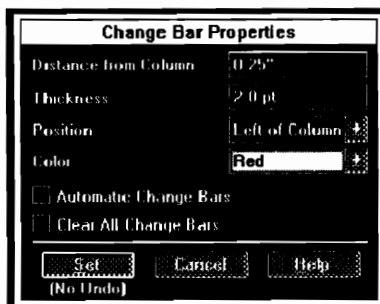 Change Bar Properties
Distance from Column 0.25"
Thickness 2.0 pt
Position Left of Column
Color Red
Automatic Change Bars
Clear All Change Bars
Set Cancel Help
(No Undo)